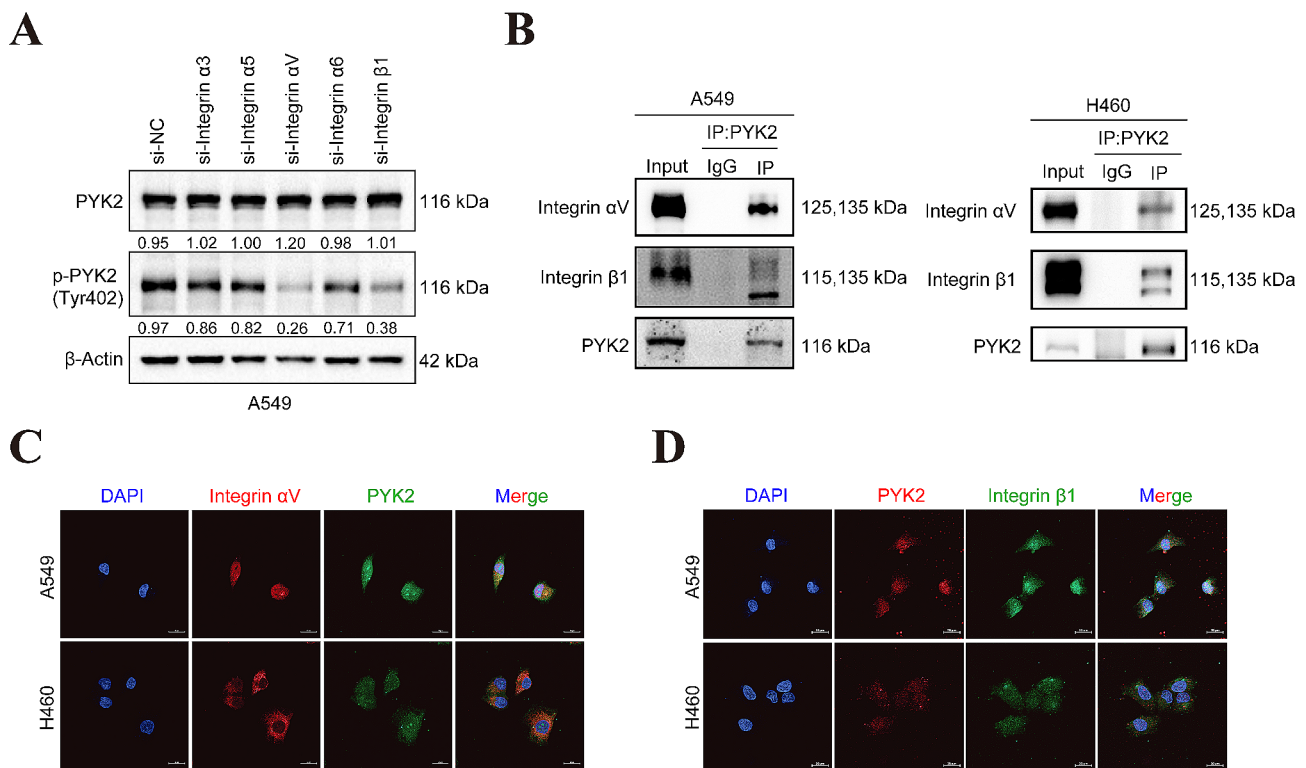 A
si-NC
si-Integrin α3
si-Integrin α5
si-Integrin αV
si-Integrin α6
si-Integrin β1
PYK2
116 kDa
0.95 1.02 1.00 1.20 0.98 1.01
p-PYK2
(Tyr402)
116 kDa
0.97 0.86 0.82 0.26 0.71 0.38
β-Actin
42 kDa
A549
B
A549
IP:PYK2
Input IgG IP
Integrin αV
125,135 kDa
Integrin β1
115,135 kDa
PYK2
116 kDa
H460
IP:PYK2
Input IgG IP
Integrin αV
125,135 kDa
Integrin β1
115,135 kDa
PYK2
116 kDa
C
DAPI Integrin αV PYK2 Merge
A549
H460
D
DAPI PYK2 Integrin β1 Merge
A549
H460